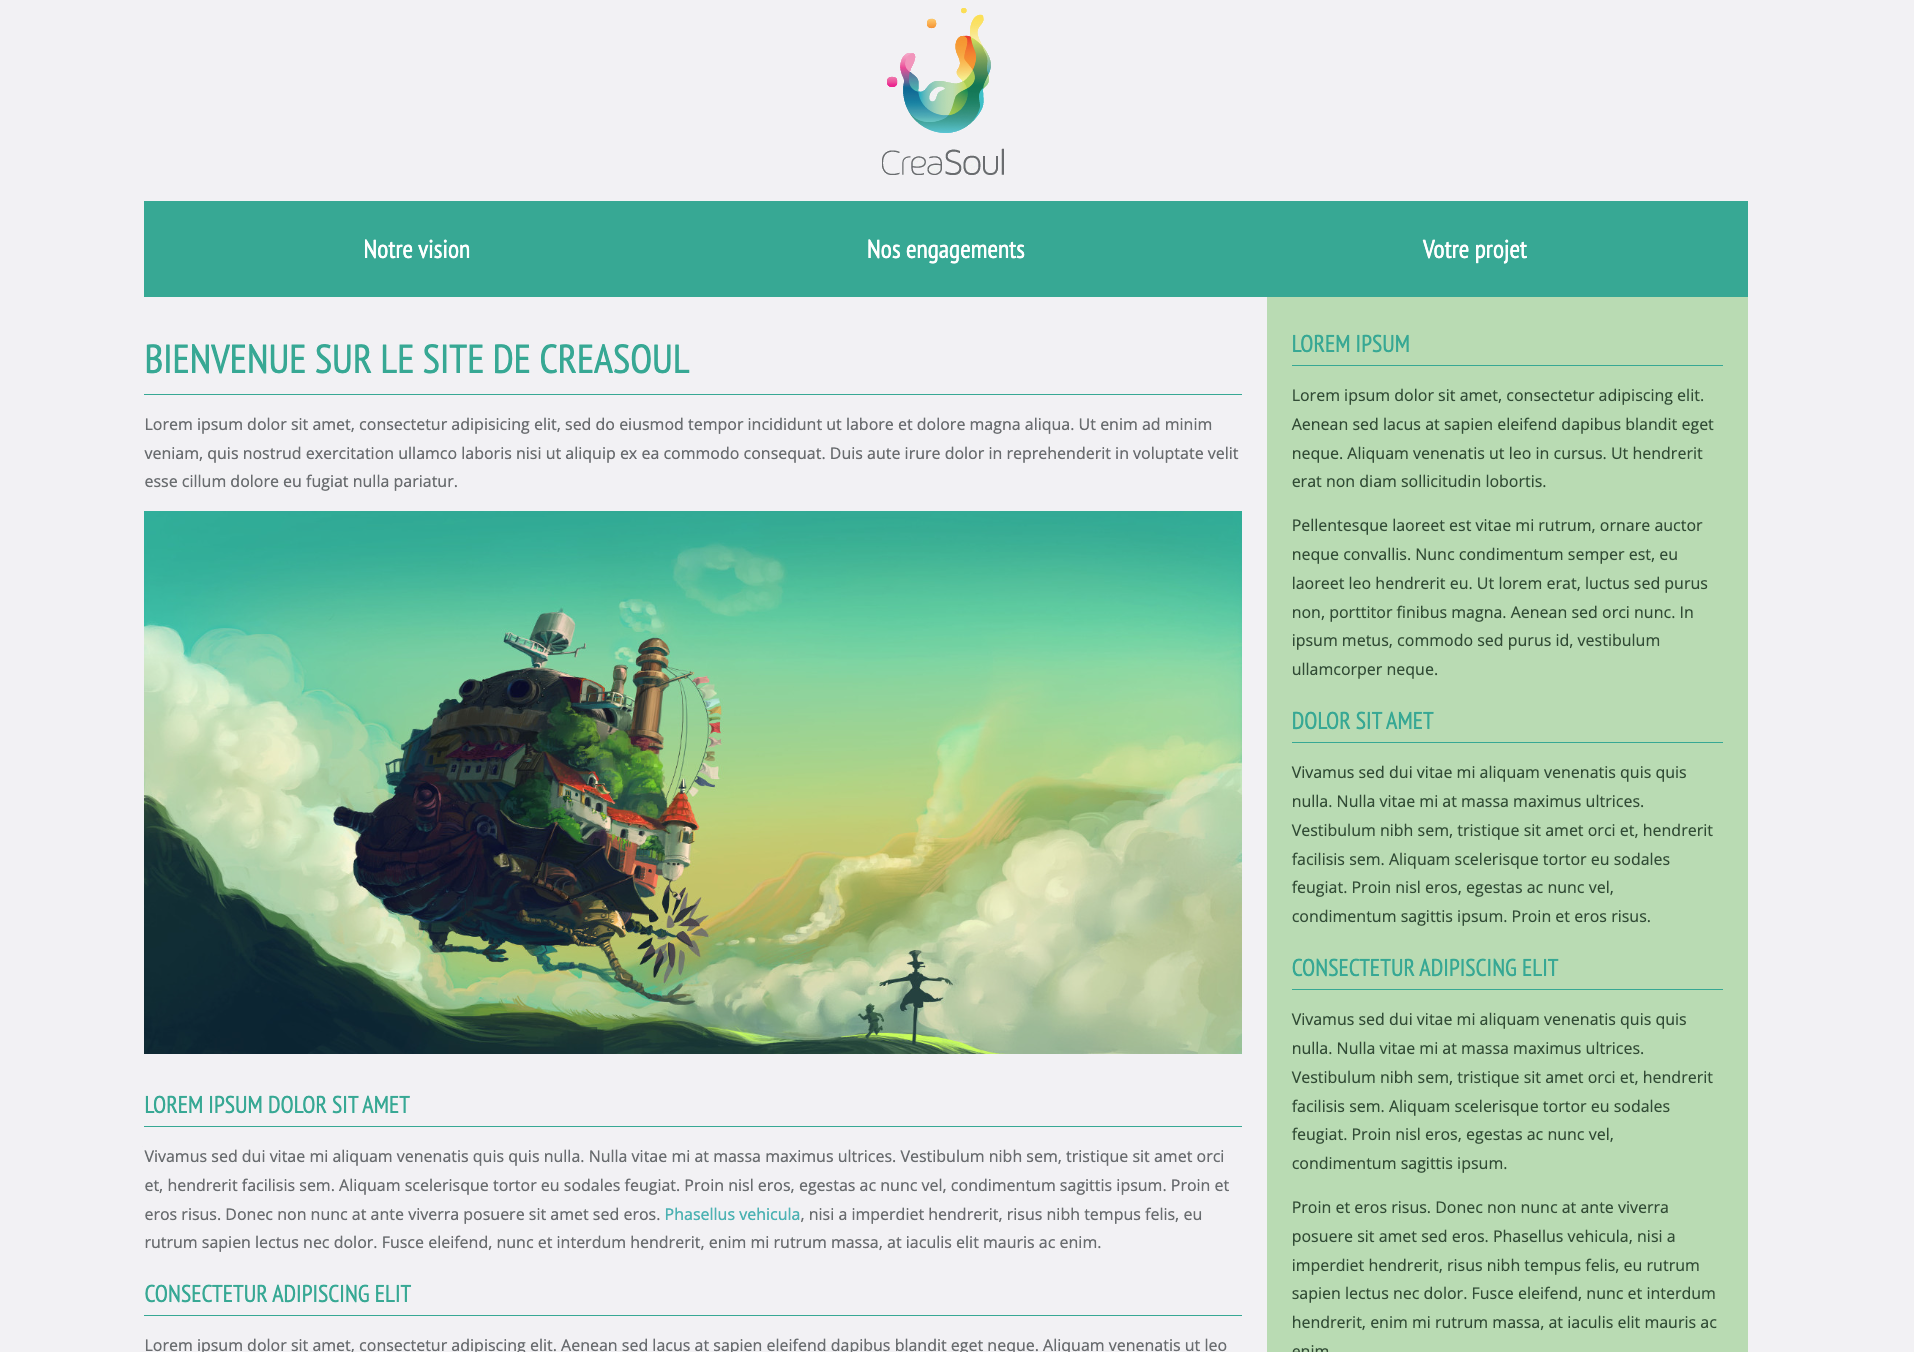 CreaSoul
Notre vision
Nos engagements
Votre projet
BIENVENUE SUR LE SITE DE CREASOUL
Lorem ipsum dolor sit amet, consectetur adipisicing elit, sed do eiusmod tempor incididunt ut labore et dolore magna aliqua. Ut enim ad minim
veniam, quis nostrud exercitation ullamco laboris nisi ut aliquip ex ea commodo consequat. Duis aute irure dolor in reprehenderit in voluptate velit
esse cillum dolore eu fugiat nulla pariatur.
LOREM IPSUM DOLOR SIT AMET
Vivamus sed dui vitae mi aliquam venenatis quis quis nulla. Nulla vitae mi at massa maximus ultrices. Vestibulum nibh sem, tristique sit amet orci
et, hendrerit facilisis sem. Aliquam scelerisque tortor eu sodales feugiat. Proin nisl eros, egestas ac nunc vel, condimentum sagittis ipsum. Proin et
eros risus. Donec non nunc at ante viverra posuere sit amet sed eros. Phasellus vehicula, nisi a imperdiet hendrerit, risus nibh tempus felis, eu
rutrum sapien lectus nec dolor. Fusce eleifend, nunc et interdum hendrerit, enim mi rutrum massa, at iaculis elit mauris ac enim.
CONSECTETUR ADIPISCING ELIT
Lorem ipsum dolor sit amet, consectetur adipiscing elit. Aenean sed lacus at sapien eleifend dapibus blandit eget neque. Aliquam venenatis ut leo
LOREM IPSUM
Lorem ipsum dolor sit amet, consectetur adipiscing elit.
Aenean sed lacus at sapien eleifend dapibus blandit eget
neque. Aliquam venenatis ut leo in cursus. Ut hendrerit
erat non diam sollicitudin lobortis.
Pellentesque laoreet est vitae mi rutrum, ornare auctor
neque convallis. Nunc condimentum semper est, eu
laoreet leo hendrerit eu. Ut lorem erat, luctus sed purus
non, porttitor finibus magna. Aenean sed orci nunc. In
ipsum metus, commodo sed purus id, vestibulum
ullamcorper neque.
DOLOR SIT AMET
Vivamus sed dui vitae mi aliquam venenatis quis quis
nulla. Nulla vitae mi at massa maximus ultrices.
Vestibulum nibh sem, tristique sit amet orci et, hendrerit
facilisis sem. Aliquam scelerisque tortor eu sodales
feugiat. Proin nisl eros, egestas ac nunc vel,
condimentum sagittis ipsum. Proin et eros risus.
CONSECTETUR ADIPISCING ELIT
Vivamus sed dui vitae mi aliquam venenatis quis quis
nulla. Nulla vitae mi at massa maximus ultrices.
Vestibulum nibh sem, tristique sit amet orci et, hendrerit
facilisis sem. Aliquam scelerisque tortor eu sodales
feugiat. Proin nisl eros, egestas ac nunc vel,
condimentum sagittis ipsum.
Proin et eros risus. Donec non nunc at ante viverra
posuere sit amet sed eros. Phasellus vehicula, nisi a
imperdiet hendrerit, risus nibh tempus felis, eu rutrum
sapien lectus nec dolor. Fusce eleifend, nunc et interdum
hendrerit, enim mi rutrum massa, at iaculis elit mauris ac
enim.